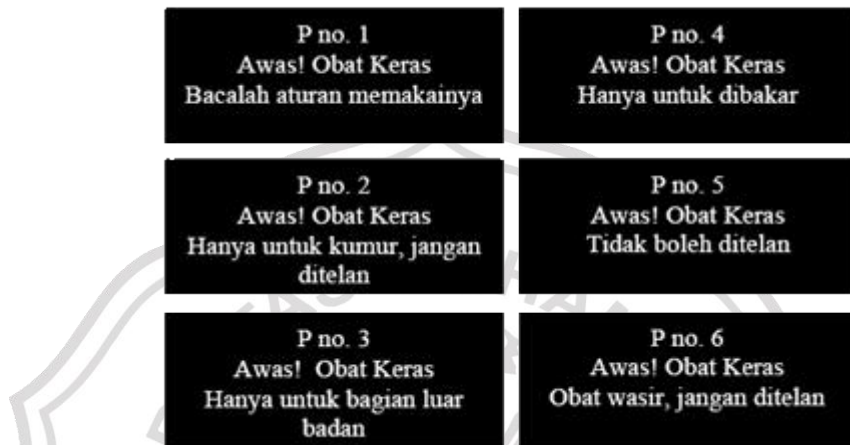 P no. 1
Awas! Obat Keras
Bacalah aturan memakainya
P no. 4
Awas! Obat Keras
Hanya untuk dibakar
P no. 2
Awas! Obat Keras
Hanya untuk kumur, jangan
ditelan
P no. 5
Awas! Obat Keras
Tidak boleh ditelan
P no. 3
Awas! Obat Keras
Hanya untuk bagian luar
badan
P no. 6
Awas! Obat Keras
Obat wasir, jangan ditelan